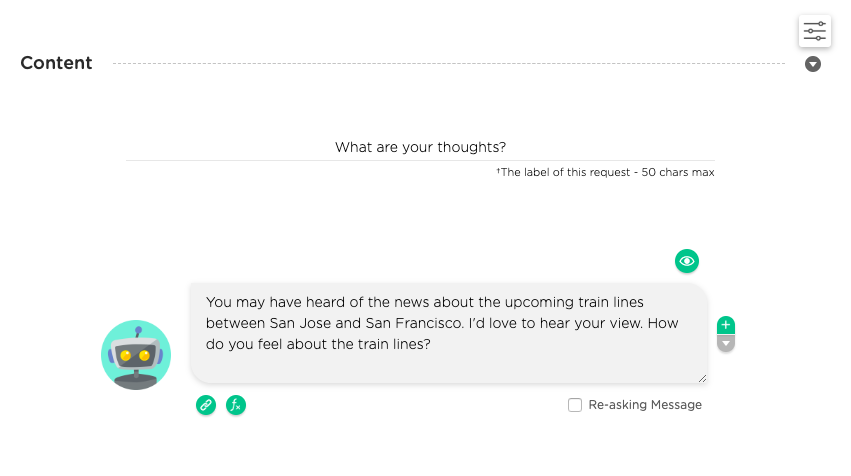 Content
What are your thoughts?
†The label of this request - 50 chars max
You may have heard of the news about the upcoming train lines
between San Jose and San Francisco. I'd love to hear your view. How
do you feel about the train lines?
fx
Re-asking Message